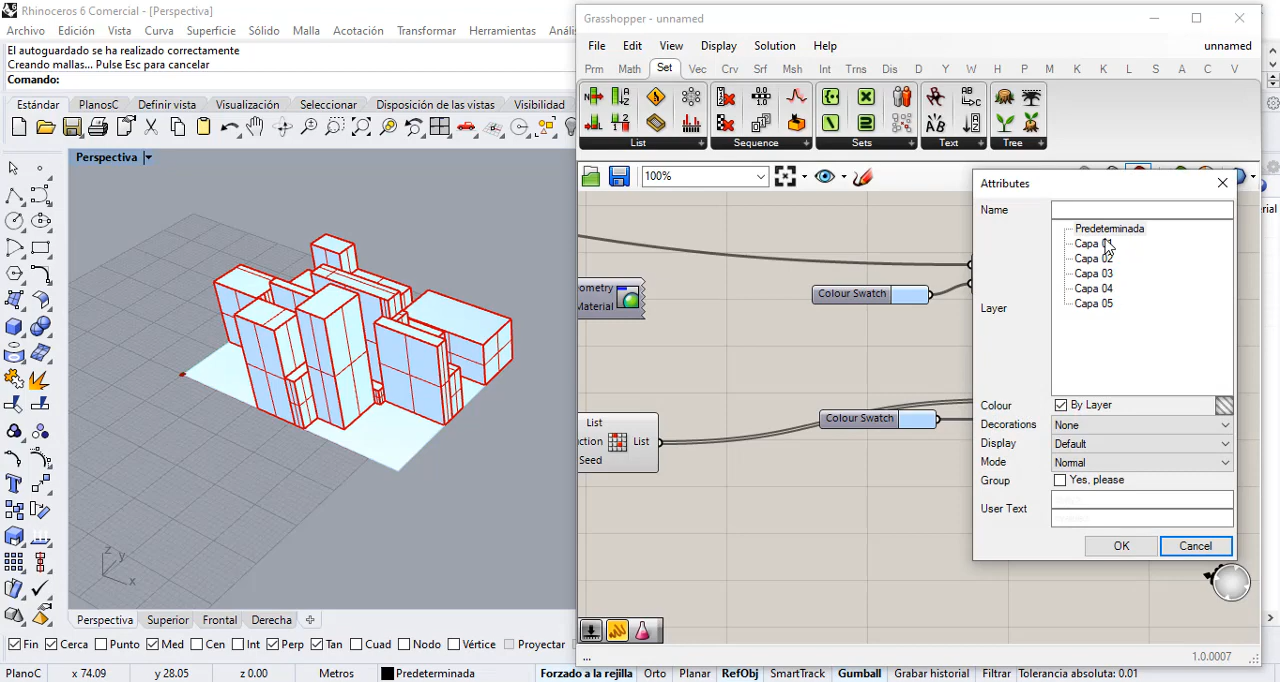 Rhinoceros 6 Comercial - [Perspectiva]
Archivo Edición Vista Curva Superficie Sólido Malla Acotación Transformar Herramientas Análisi
El autoguardado se ha realizado correctamente
Creando mallas... Pulse Esc para cancelar
Comando:
Estándar PlanosC Definir vista Visualización Seleccionar Disposición de las vistas Visibilidad
Perspectiva
z y
x
Perspectiva Superior Frontal Derecha
Fin Cerca Punto Med Cen Int Perp Tan Cuad Nodo Vértice Proyectar
PlanoC x 74.09 y 28.05 z 0.00 Metros Predeterminada Forzado a la rejilla Orto Planar RefObj SmartTrack Gumball Grabar historial Filtrar Tolerancia absoluta: 0.01
Grasshopper - unnamed
File Edit View Display Solution Help unnamed
Prm Math Set Vec Crv Srf Msh Int Trns Dis D Y W H P M K K L S A C V
List Sequence Sets Text Tree
100%
eometry
Material
Colour Swatch
List
ction List
Seed
Colour Swatch
ial
Attributes
Name
Layer
Predeterminada
Capa 01
Capa 02
Capa 03
Capa 04
Capa 05
Colour By Layer
Decorations None
Display Default
Mode Normal
Group Yes, please
User Text
OK Cancel
...
1.0.0007